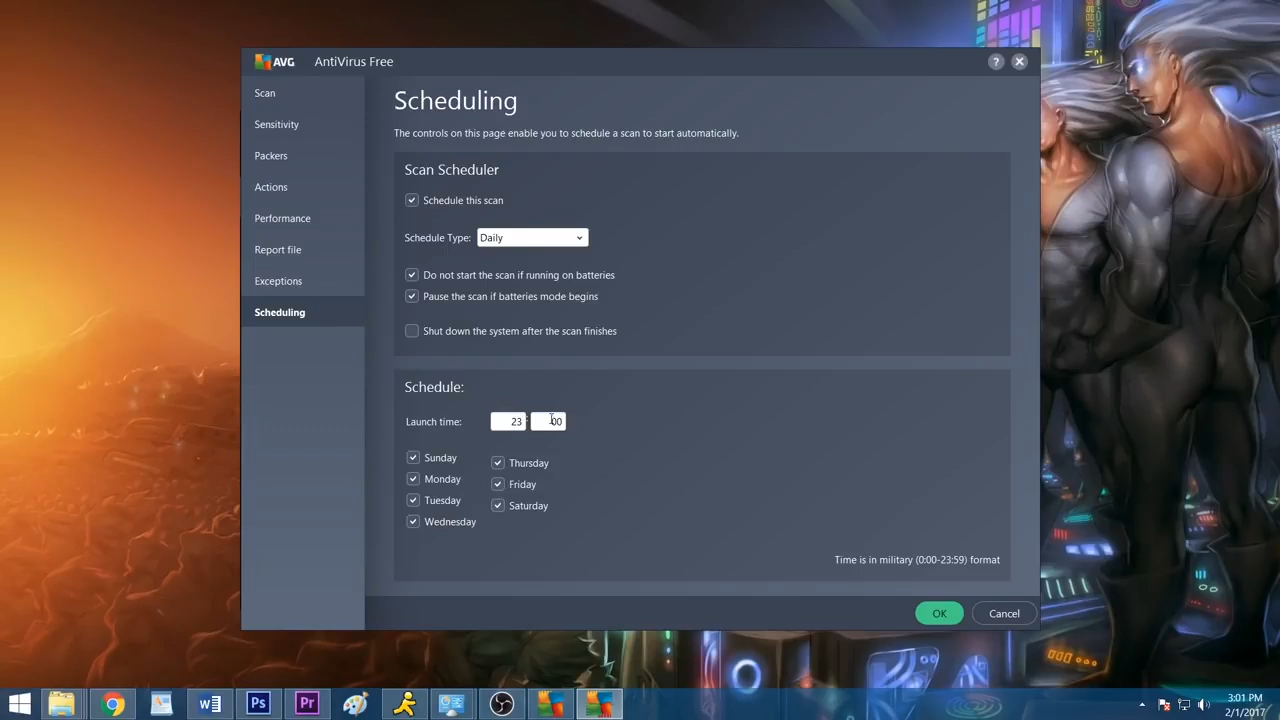 AVG AntiVirus Free
Scan
Sensitivity
Packers
Actions
Performance
Report file
Exceptions
Scheduling
Scheduling
The controls on this page enable you to schedule a scan to start automatically.
Scan Scheduler
Schedule this scan
Schedule Type: Daily
Do not start the scan if running on batteries
Pause the scan if batteries mode begins
Shut down the system after the scan finishes
Schedule:
Launch time: 23 : 00
Sunday
Monday
Tuesday
Wednesday
Thursday
Friday
Saturday
Time is in military (0:00-23:59) format
OK Cancel
Ps
Pr
3:01 PM
2/1/2017